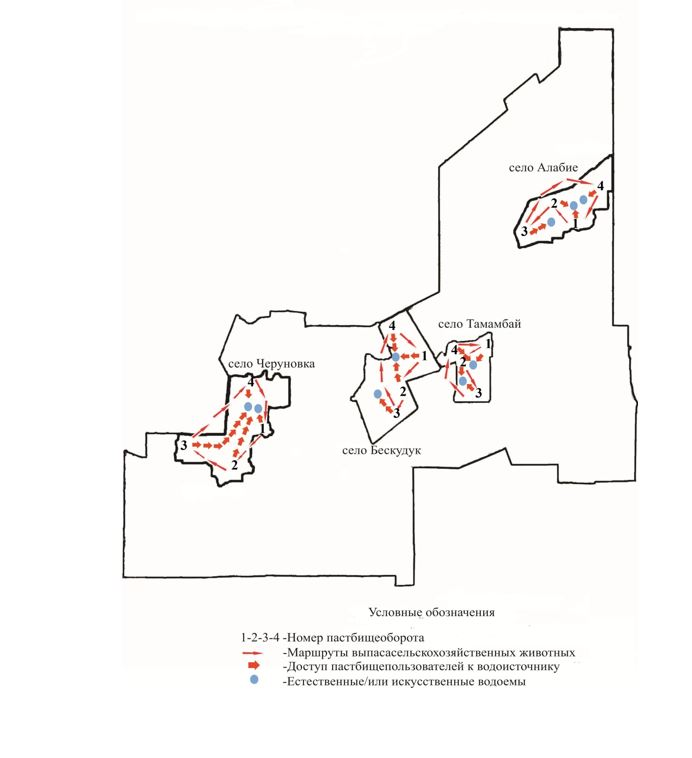 село Алабие
4
2
3
1
село Тамамбай
4
4
1
1
2
3
село Черуновка
4
2
3
село Бескудук
3
1
2
Условные обозначения
1-2-3-4 -Номер пастбищеоборота
-Маршруты выпасасельскохозяйственных животных
-Доступ пастбищепользователей к водоисточнику
-Естественные/или искусственные водоемы